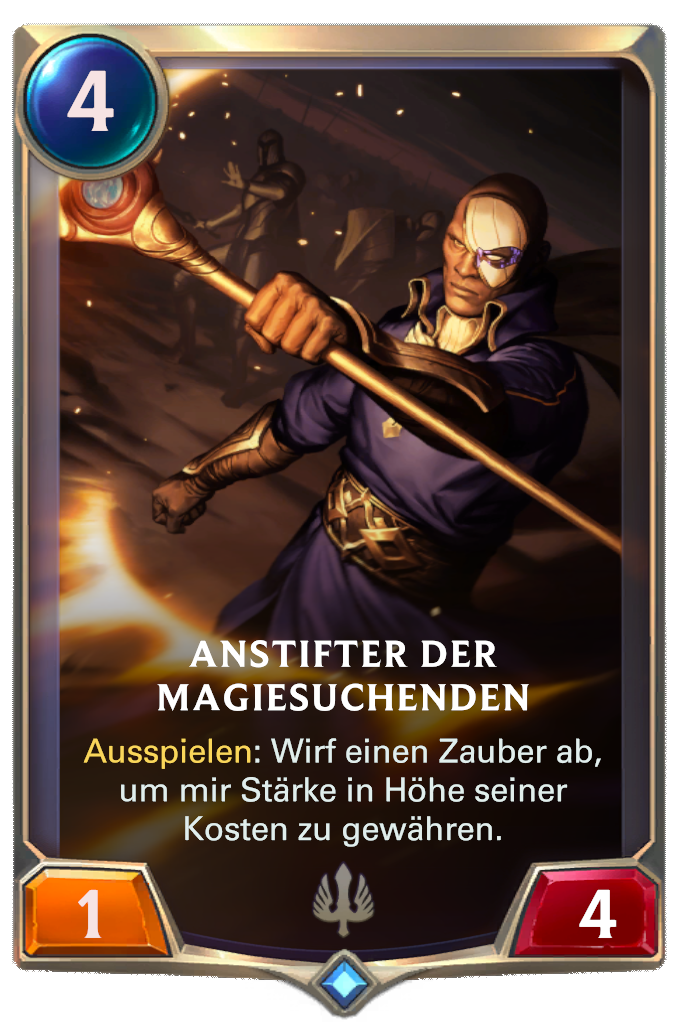 4
ANSTIFTER DER
MAGIESUCHENDEN
Ausspielen: Wirf einen Zauber ab,
um mir Stärke in Höhe seiner
Kosten zu gewähren.
1
4